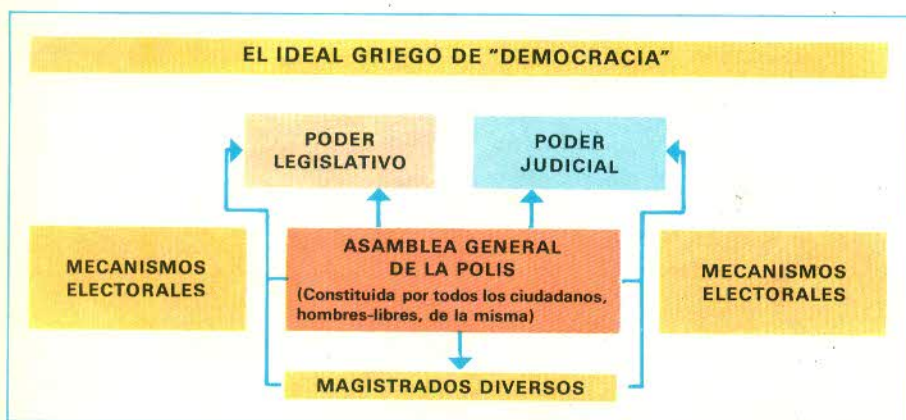 EL IDEAL GRIEGO DE "DEMOCRACIA"
PODER
LEGISLATIVO
PODER
JUDICIAL
MECANISMOS
ELECTORALES
ASAMBLEA GENERAL
DE LA POLIS
(Constituida por todos los ciudadanos,
hombres-libres, de la misma)
MECANISMOS
ELECTORALES
MAGISTRADOS DIVERSOS